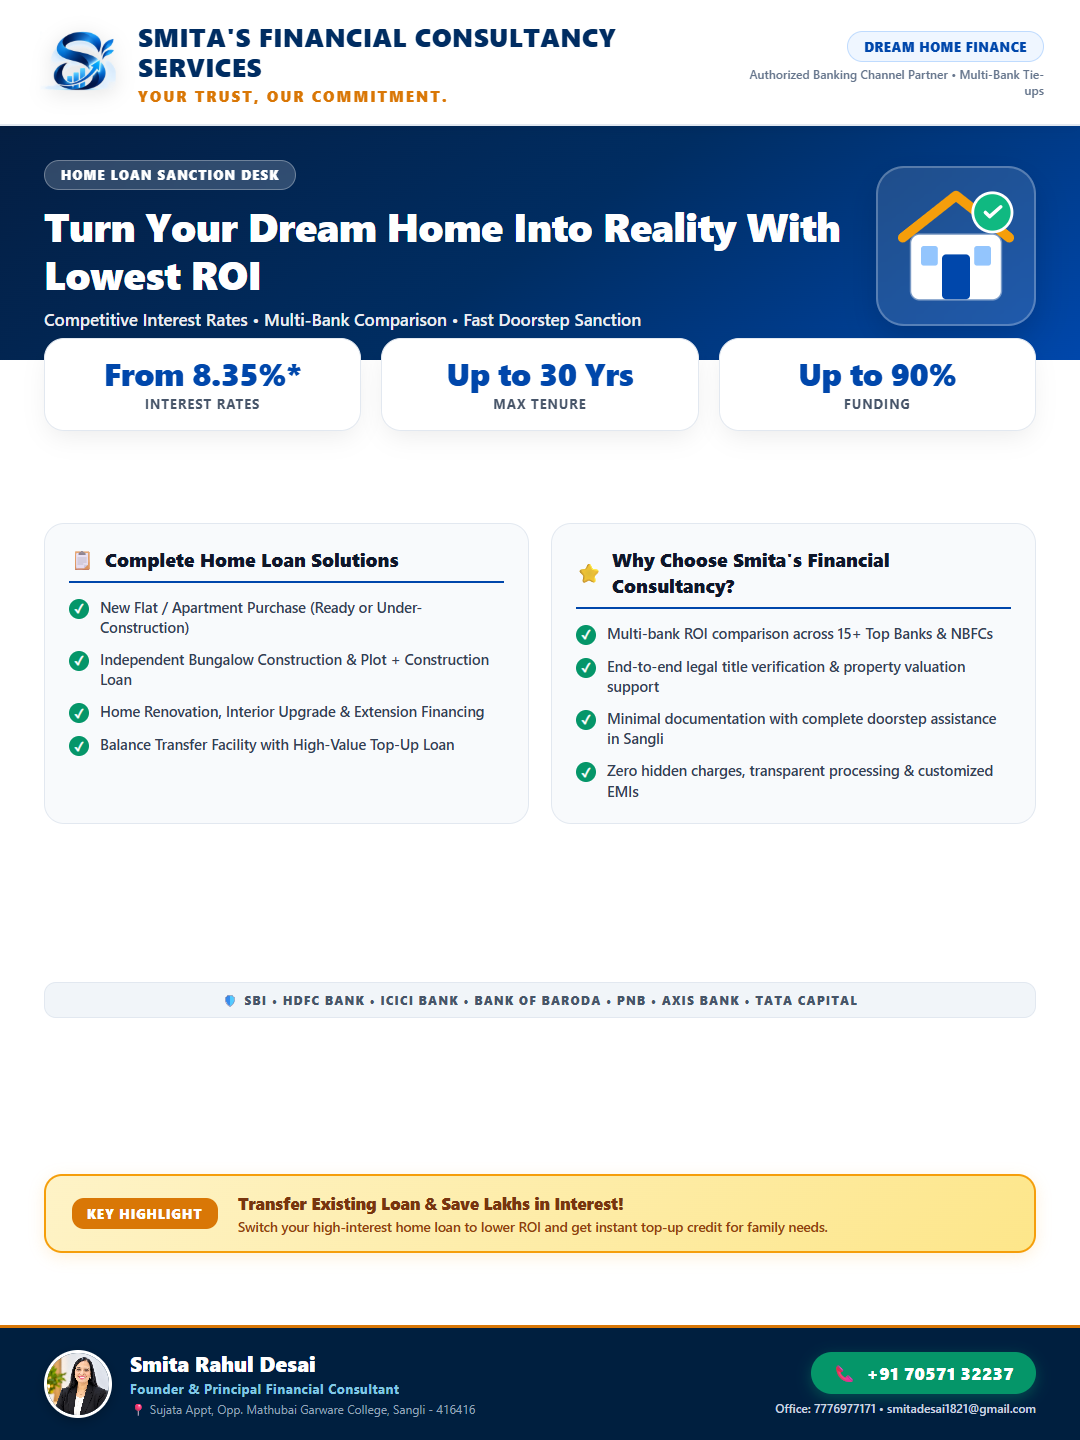 SMITA'S FINANCIAL CONSULTANCY
SERVICES
YOUR TRUST, OUR COMMITMENT.
DREAM HOME FINANCE
Authorized Banking Channel Partner • Multi-Bank Tie-
ups
HOME LOAN SANCTION DESK
Turn Your Dream Home Into Reality With
Lowest ROI
Competitive Interest Rates • Multi-Bank Comparison • Fast Doorstep Sanction
From 8.35%*
INTEREST RATES
Up to 30 Yrs
MAX TENURE
Up to 90%
FUNDING
Complete Home Loan Solutions
New Flat / Apartment Purchase (Ready or Under-
Construction)
Independent Bungalow Construction & Plot + Construction
Loan
Home Renovation, Interior Upgrade & Extension Financing
Balance Transfer Facility with High-Value Top-Up Loan
Why Choose Smita's Financial
Consultancy?
Multi-bank ROI comparison across 15+ Top Banks & NBFCs
End-to-end legal title verification & property valuation
support
Minimal documentation with complete doorstep assistance
in Sangli
Zero hidden charges, transparent processing & customized
EMIs
SBI • HDFC BANK • ICICI BANK • BANK OF BARODA • PNB • AXIS BANK • TATA CAPITAL
KEY HIGHLIGHT
Transfer Existing Loan & Save Lakhs in Interest!
Switch your high-interest home loan to lower ROI and get instant top-up credit for family needs.
Smita Rahul Desai
Founder & Principal Financial Consultant
Sujata Appt, Opp. Mathubai Garware College, Sangli - 416416
+91 70571 32237
Office: 7776977171 • smitadesai1821@gmail.com